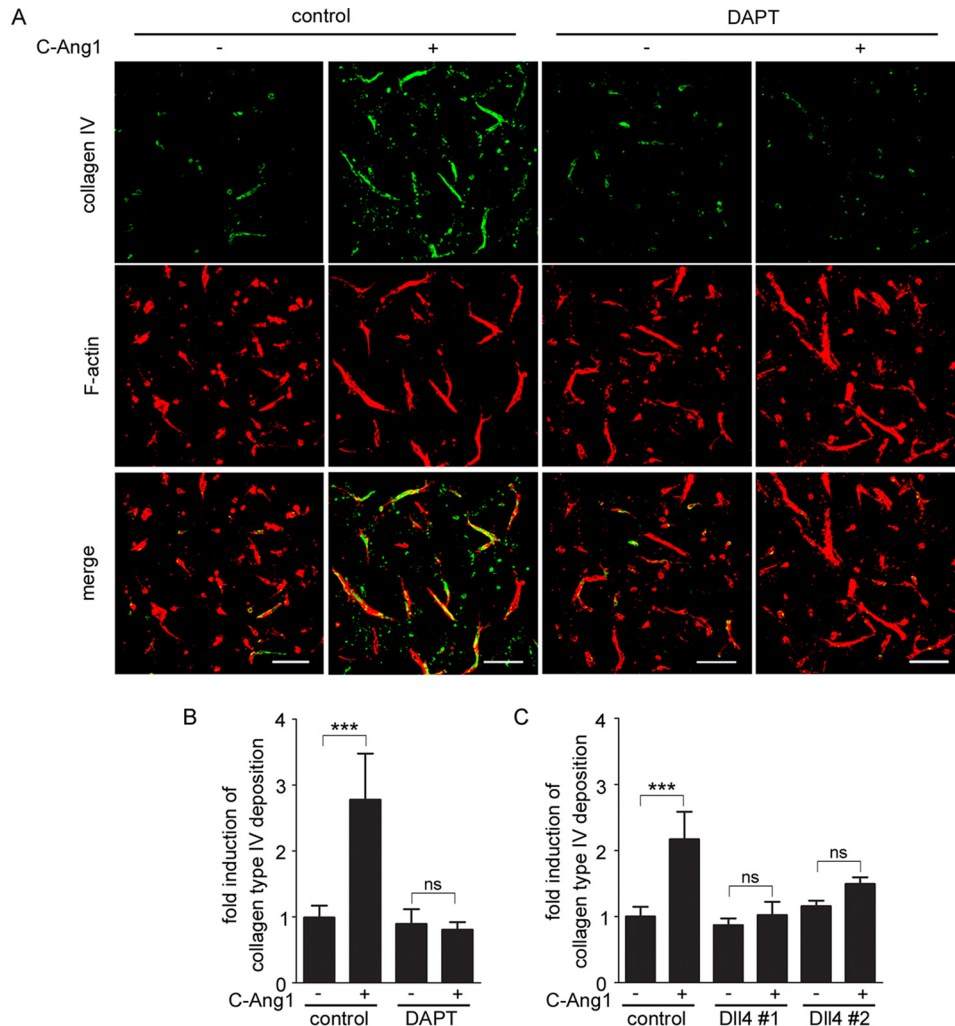 A
control
DAPT
C-Ang1 - + - +
collagen IV
F-actin
merge
B
fold induction of
collagen type IV deposition
4
3
2
1
0
***
ns
C-Ang1 - + - +
control DAPT
C
fold induction of
collagen type IV deposition
4
3
2
1
0
***
ns
ns
C-Ang1 - + - + - +
control Dll4 #1 Dll4 #2